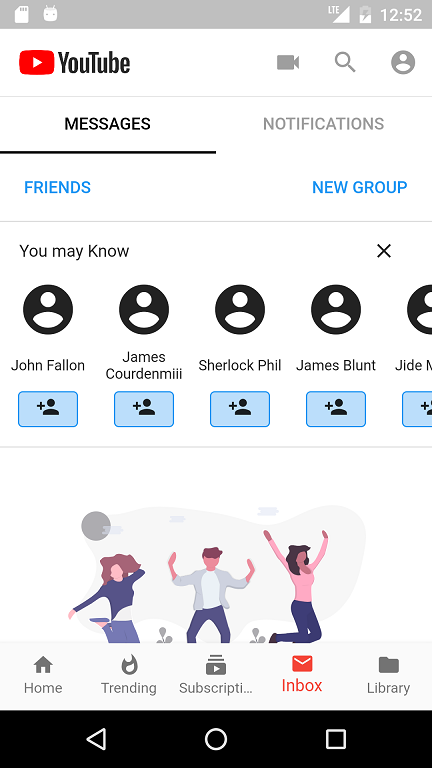 LTE 12:52
YouTube
MESSAGES NOTIFICATIONS
FRIENDS NEW GROUP
You may Know
John Fallon James Courdenmiii Sherlock Phil James Blunt Jide M
Home Trending Subscripti... Inbox Library